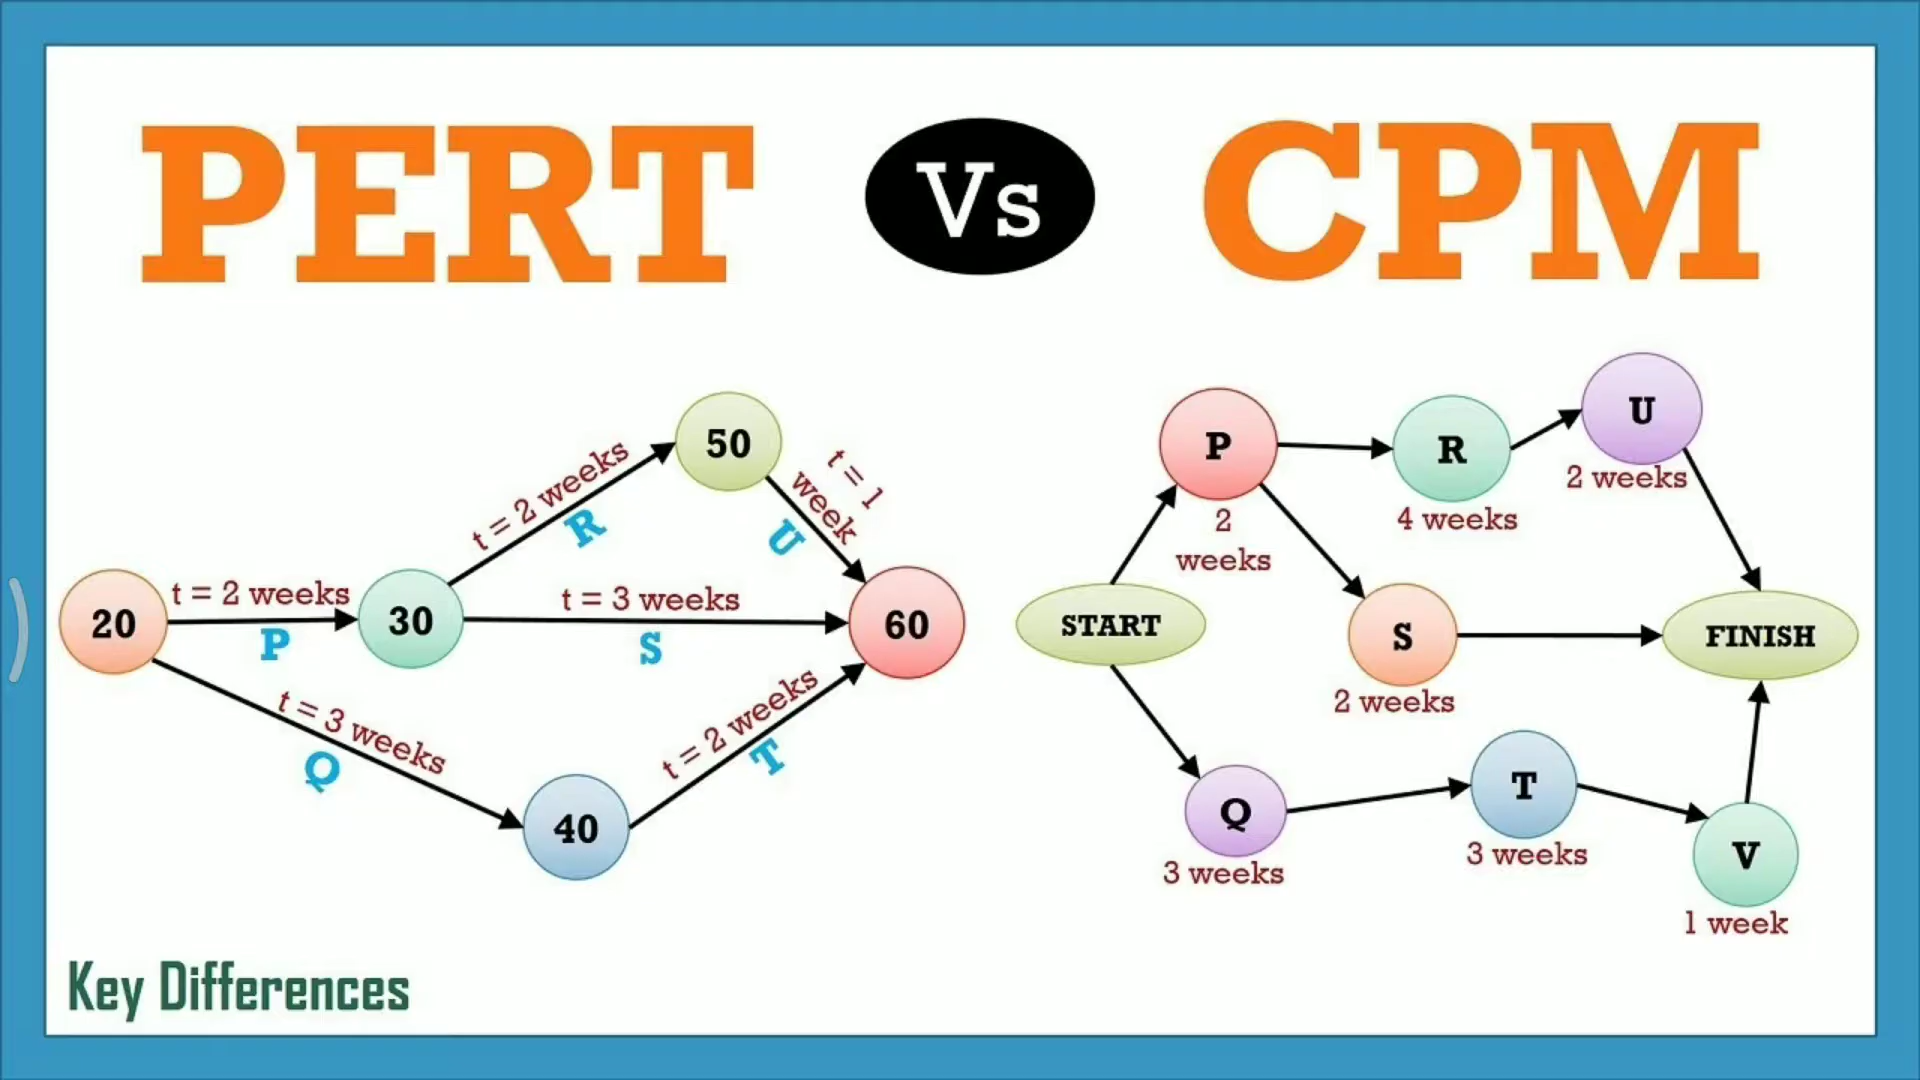 PERT Vs CPM
50
t = 2 weeks
R
t = 1
week
U
20
t = 2 weeks
P
30
t = 3 weeks
S
60
t = 3 weeks
Q
t = 2 weeks
T
40
P
2
weeks
R
4 weeks
U
2 weeks
START
S
2 weeks
FINISH
Q
3 weeks
T
3 weeks
V
1 week
Key Differences